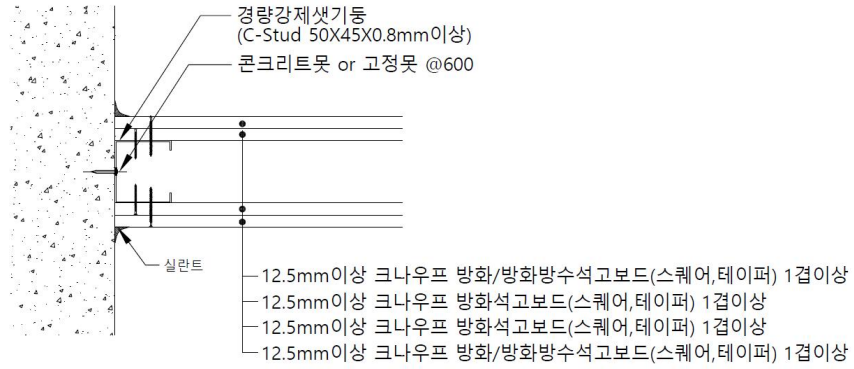 경량강제샛기둥
(C-Stud 50X45X0.8mm이상)
콘크리트못 or 고정못 @600
실란트
12.5mm이상 크나우프 방화/방화방수석고보드(스퀘어,테이퍼) 1겹이상
12.5mm이상 크나우프 방화석고보드(스퀘어,테이퍼) 1겹이상
12.5mm이상 크나우프 방화석고보드(스퀘어,테이퍼) 1겹이상
12.5mm이상 크나우프 방화/방화방수석고보드(스퀘어,테이퍼) 1겹이상